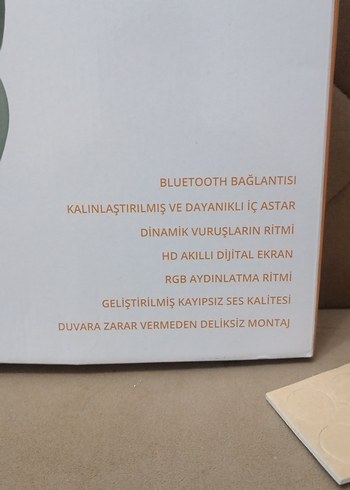 BLUETOOTH BAĞLANTISI
KALINLAŞTIRILMIŞ VE DAYANIKLI İÇ ASTAR
DİNAMİK VURUŞLARIN RİTMİ
HD AKILLI DİJİTAL EKRAN
RGB AYDINLATMA RİTMİ
GELİŞTİRİLMİŞ KAYIPSIZ SES KALİTESİ
DUVARA ZARAR VERMEDEN DELİKSİZ MONTAJ